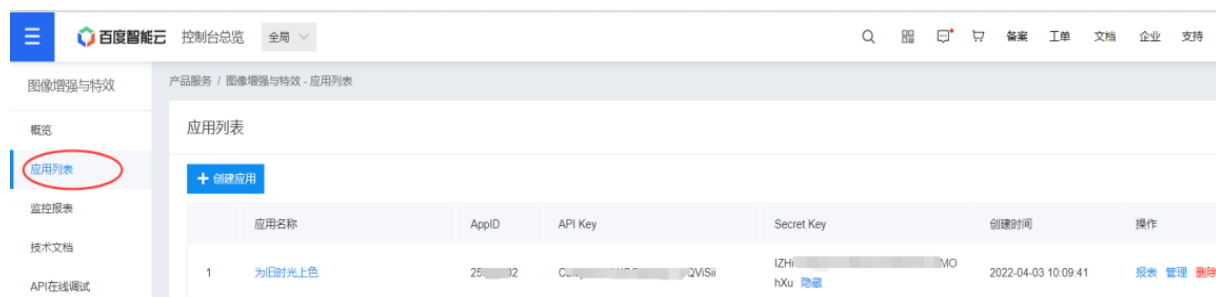 百度智能云 控制台总览 全局 备案 工单 文档 企业 支持
图像增强与特效
产品服务 / 图像增强与特效 - 应用列表
概览
应用列表
应用列表
+ 创建应用
监控报表
应用名称 AppID API Key Secret Key 创建时间 操作
技术文档
1 为旧时光上色 2022-04-03 10:09:41 报表 管理 删除
hXu 隐藏
API在线调试